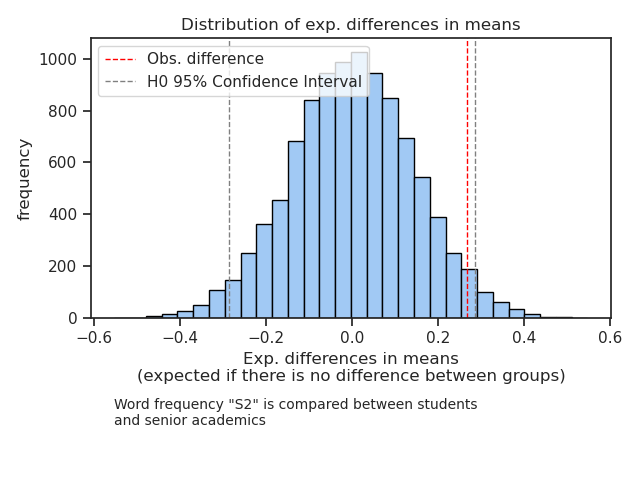 Distribution of exp. differences in means
Obs. difference
H0 95% Confidence Interval
frequency
1000
800
600
400
200
0
−0.6
−0.4
−0.2
0.0
0.2
0.4
0.6
Exp. differences in means
(expected if there is no difference between groups)
Word frequency "S2" is compared between students
and senior academics